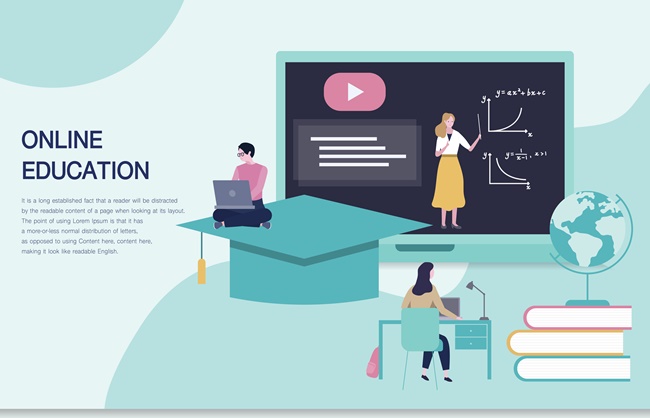 ONLINE
EDUCATION
It is a long established fact that a reader will be distracted
by the readable content of a page when looking at its layout.
The point of using Lorem Ipsum is that it has
a more-or-less normal distribution of letters,
as opposed to using Content here, content here,
making it look like readable English.
y=ax²+bx+c
y
x
y=1/(x-1), x>1
y
x